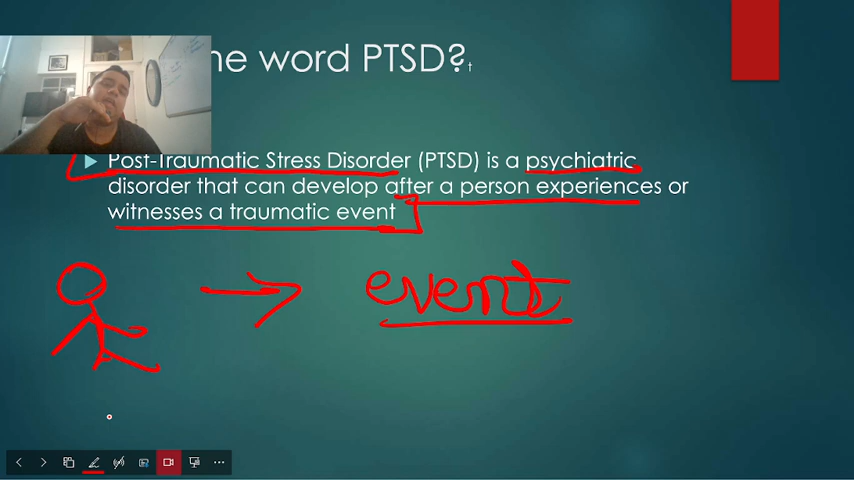 he word PTSD?
Post-Traumatic Stress Disorder (PTSD) is a psychiatric
disorder that can develop after a person experiences or
witnesses a traumatic event
event